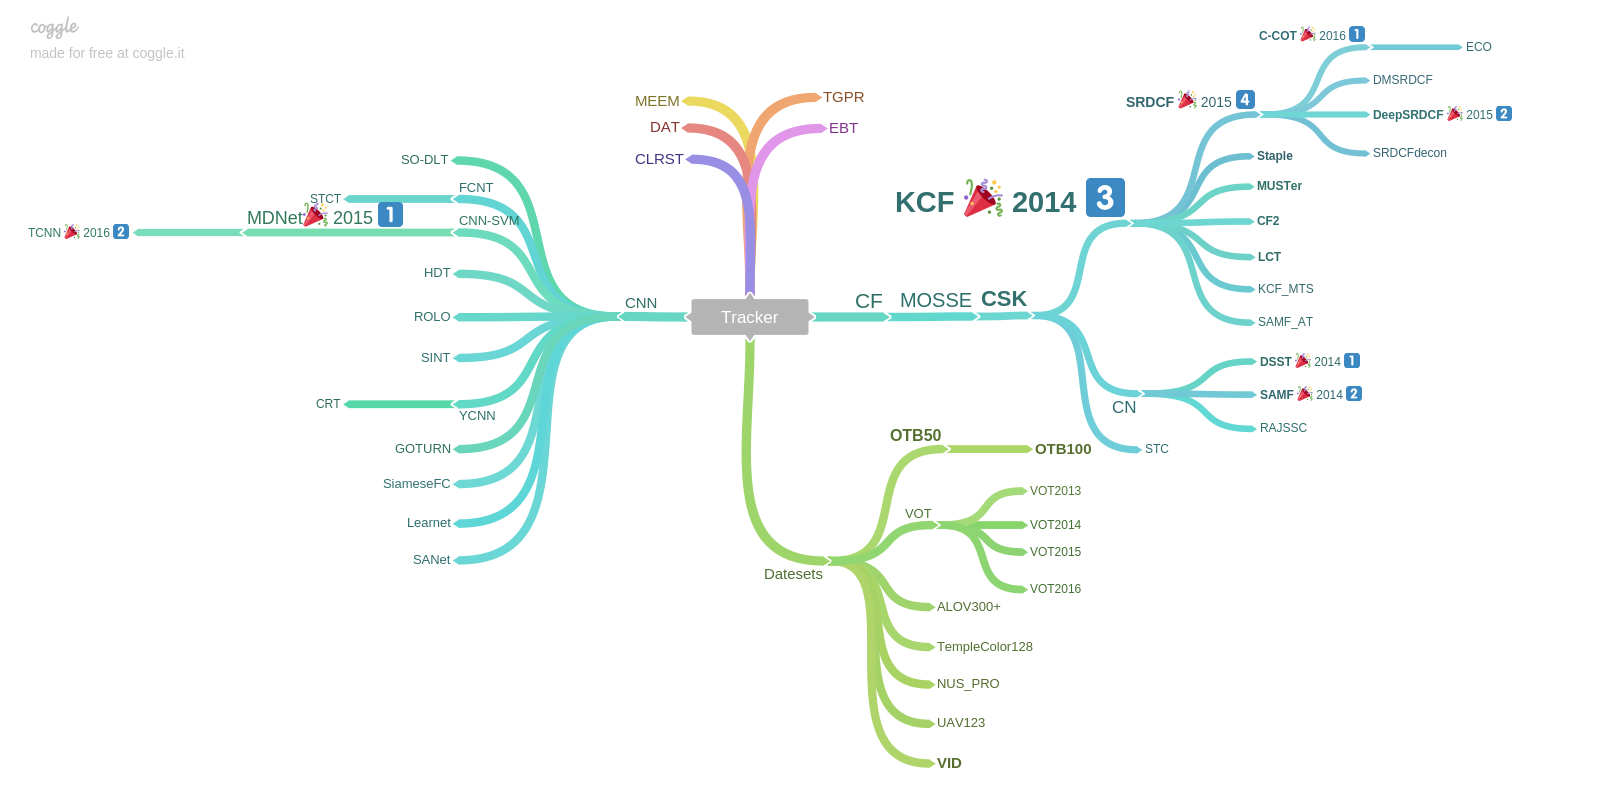 coggle
made for free at coggle.it
MEEM
DAT
CLRST
TGPR
EBT
SO-DLT
FCNT
STCT
MDNet 🎉 2015 1️⃣
CNN-SVM
TCNN 🎉 2016 2️⃣
HDT
ROLO
SINT
CRT
YCNN
GOTURN
SiameseFC
Learnet
SANet
CNN
Tracker
CF
MOSSE
CSK
KCF 🎉 2014 3️⃣
SRDCF 🎉 2015 4️⃣
C-COT 🎉 2016 1️⃣
ECO
DMSRDCF
DeepSRDCF 🎉 2015 2️⃣
SRDCFdecon
Staple
MUSTer
CF2
LCT
KCF_MTS
SAMF_AT
CN
DSST 🎉 2014 1️⃣
SAMF 🎉 2014 2️⃣
RAJSSC
STC
Datesets
OTB50
OTB100
VOT
VOT2013
VOT2014
VOT2015
VOT2016
ALOV300+
TempleColor128
NUS_PRO
UAV123
VID